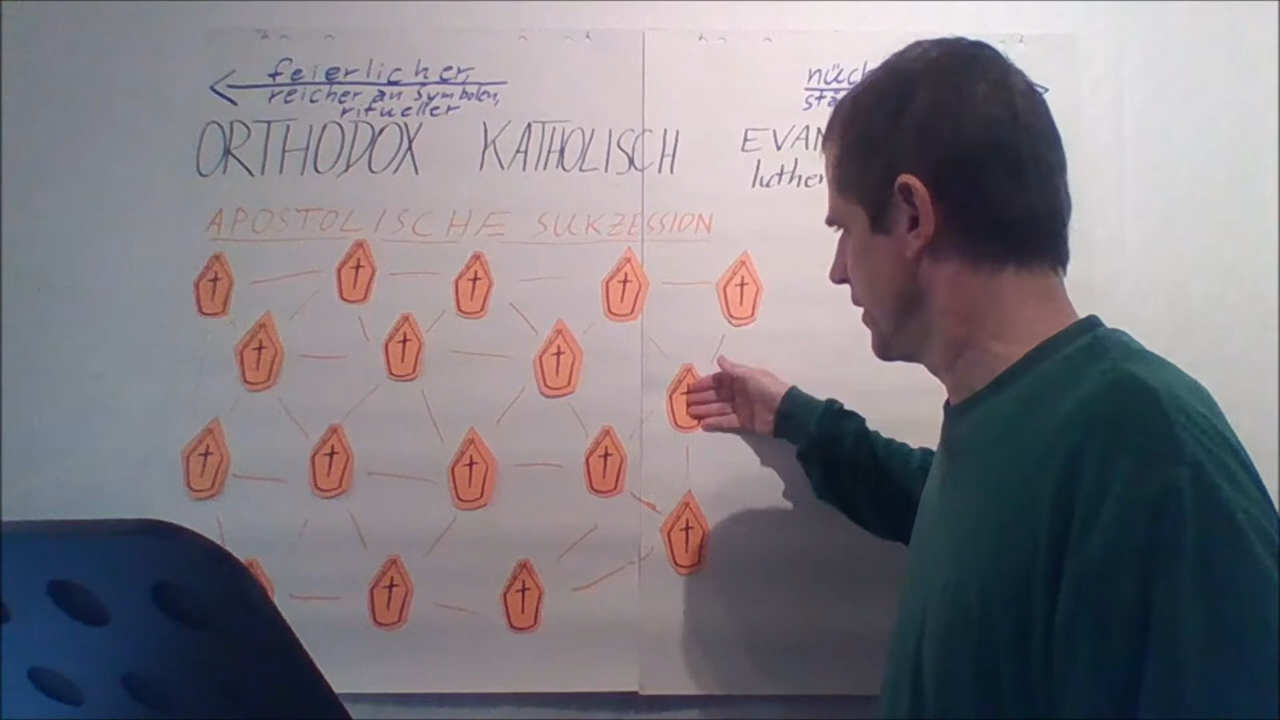 feierlicher,
reicher an Symbolen,
ritueller
ORTHODOX KATHOLISCH
APOSTOLISCHE SUKZESSION